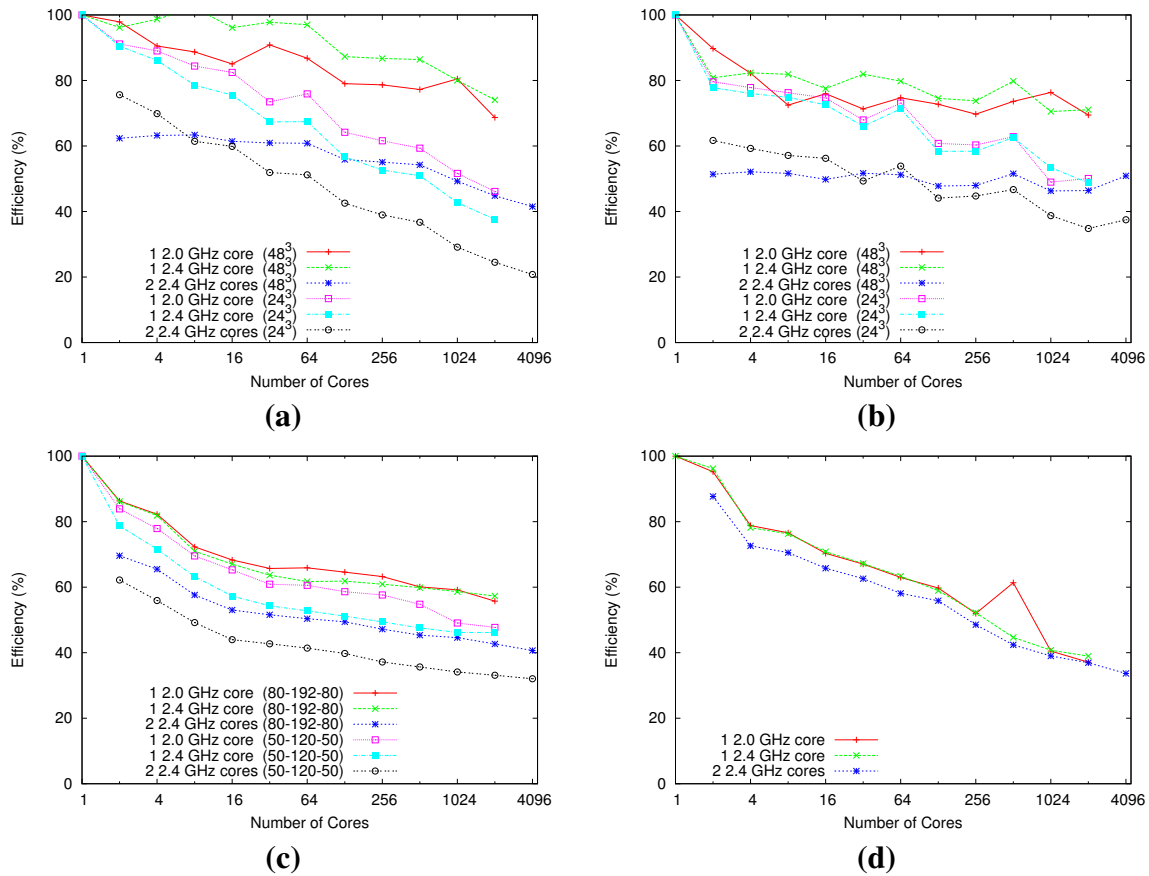 100
80
60
40
20
0
Efficiency (%)
1 2.0 GHz core (48³)
1 2.4 GHz core (48³)
2 2.4 GHz cores (48³)
1 2.0 GHz core (24³)
1 2.4 GHz core (24³)
2 2.4 GHz cores (24³)
1 4 16 64 256 1024 4096
Number of Cores
(a)
100
80
60
40
20
0
Efficiency (%)
1 2.0 GHz core (48³)
1 2.4 GHz core (48³)
2 2.4 GHz cores (48³)
1 2.0 GHz core (24³)
1 2.4 GHz core (24³)
2 2.4 GHz cores (24³)
1 4 16 64 256 1024 4096
Number of Cores
(b)
100
80
60
40
20
0
Efficiency (%)
1 2.0 GHz core (80-192-80)
1 2.4 GHz core (80-192-80)
2 2.4 GHz cores (80-192-80)
1 2.0 GHz core (50-120-50)
1 2.4 GHz core (50-120-50)
2 2.4 GHz cores (50-120-50)
1 4 16 64 256 1024 4096
Number of Cores
(c)
100
80
60
40
20
0
Efficiency (%)
1 2.0 GHz core
1 2.4 GHz core
2 2.4 GHz cores
1 4 16 64 256 1024 4096
Number of Cores
(d)